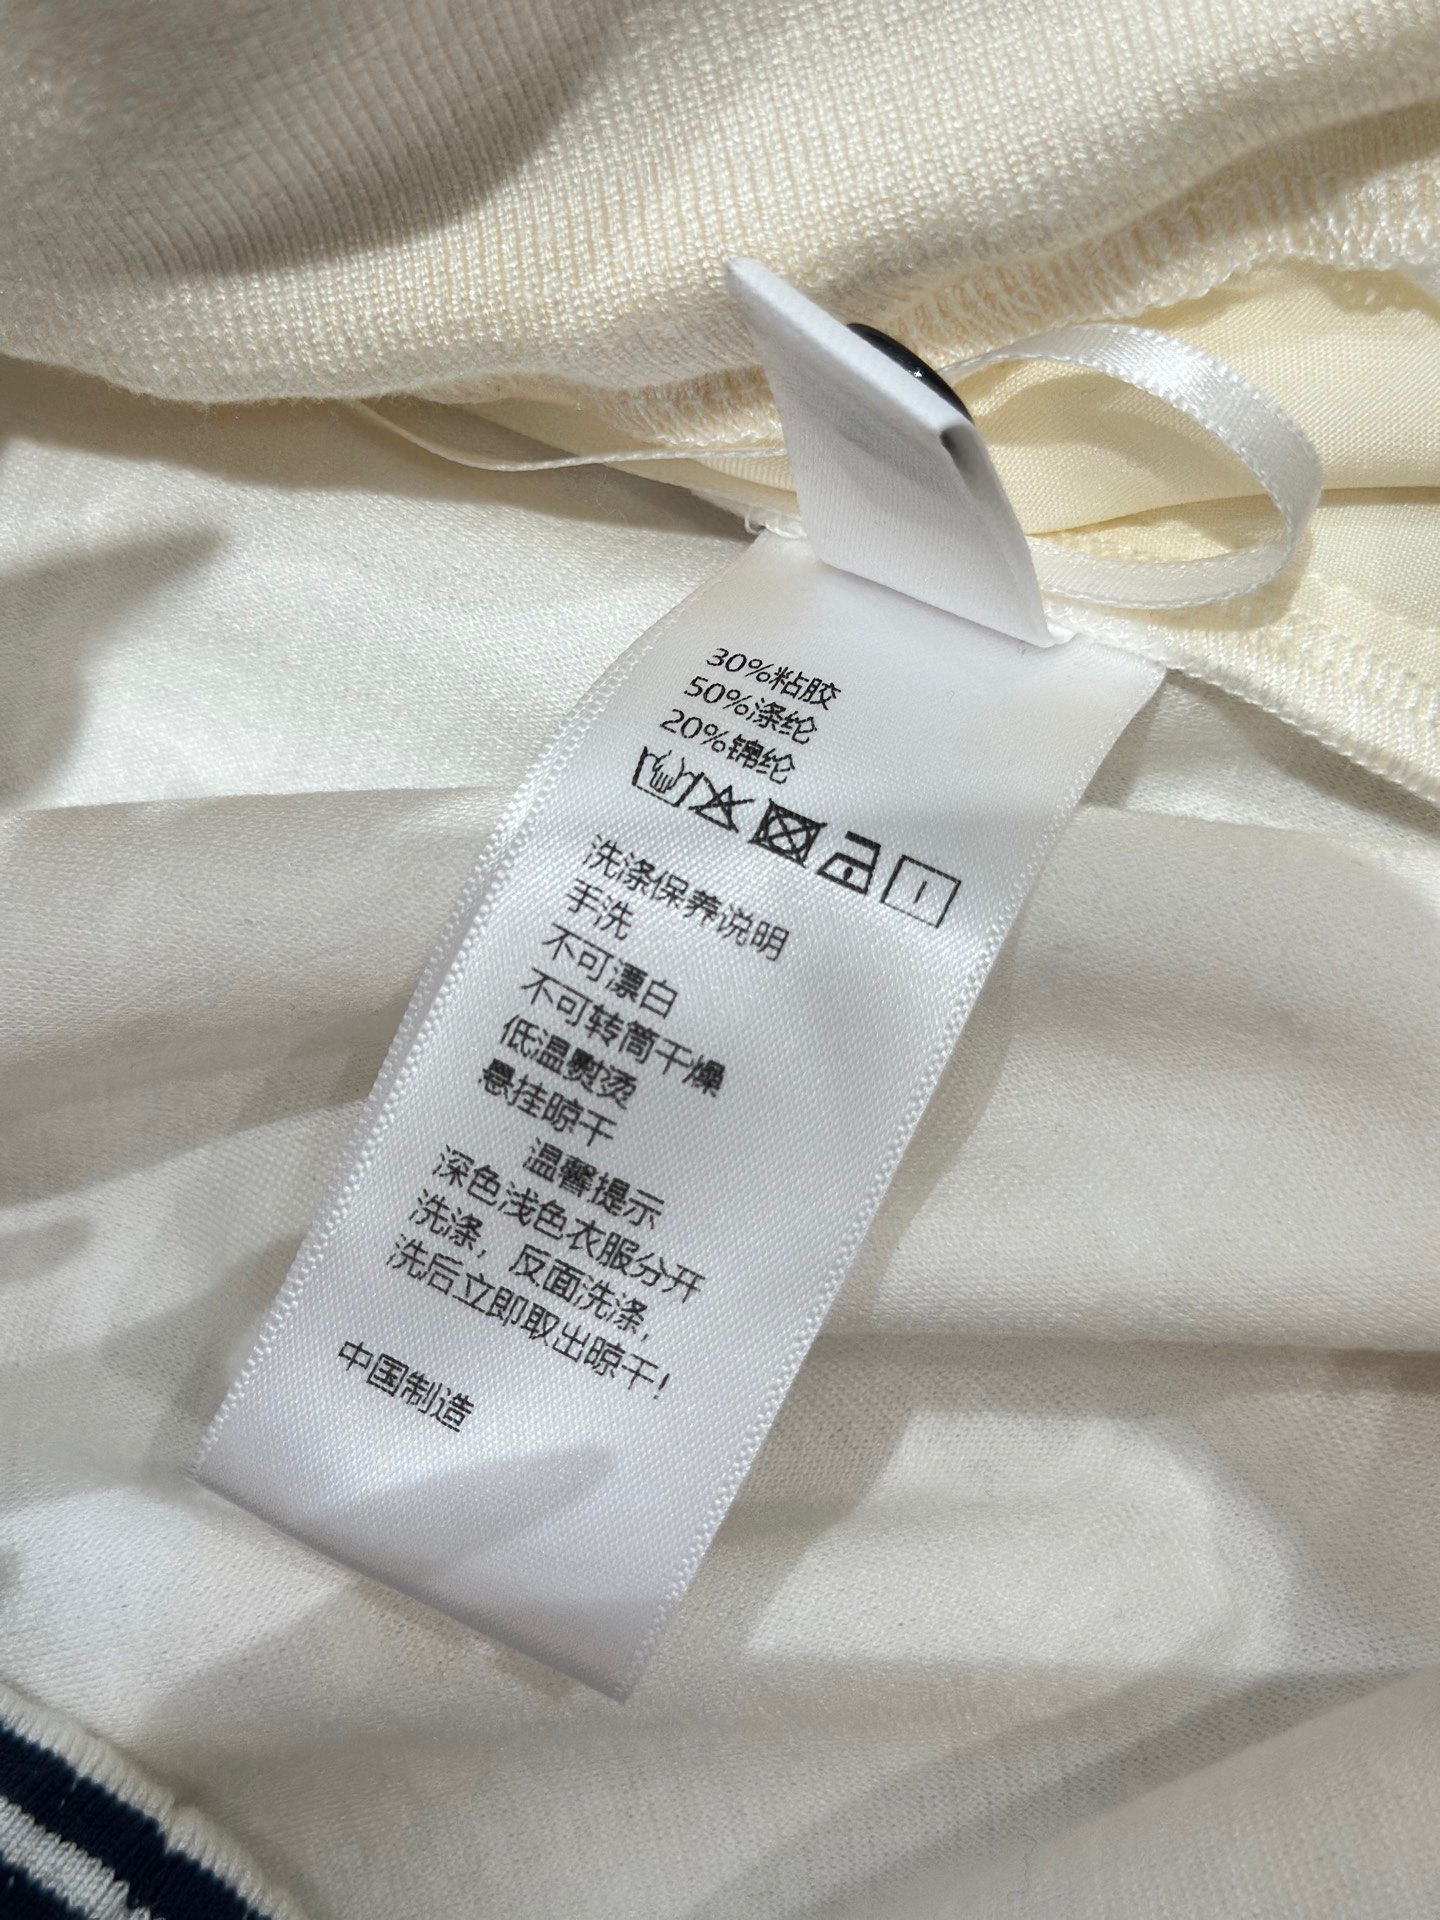 30%粘胶
50%涤纶
20%锦纶
洗涤保养说明
手洗
不可漂白
不可转筒干燥
低温熨烫
悬挂晾干
温馨提示
深色浅色衣服分开
洗涤，反面洗涤，
洗后立即取出晾干！
中国制造